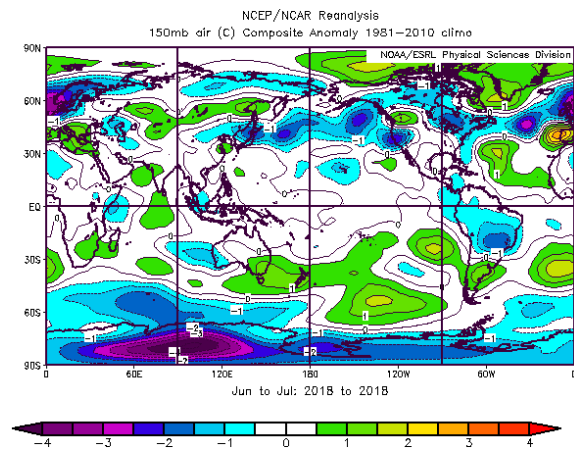 NCEP/NCAR Reanalysis
150mb air (C) Composite Anomaly 1981-2010 climo
NOAA/ESRL Physical Sciences Division
90N
60N
30N
EQ
30S
60S
90S
0 60E 120E 180 120W 60W 0
Jun to Jul: 2018 to 2018
-4 -3 -2 -1 0 1 2 3 4